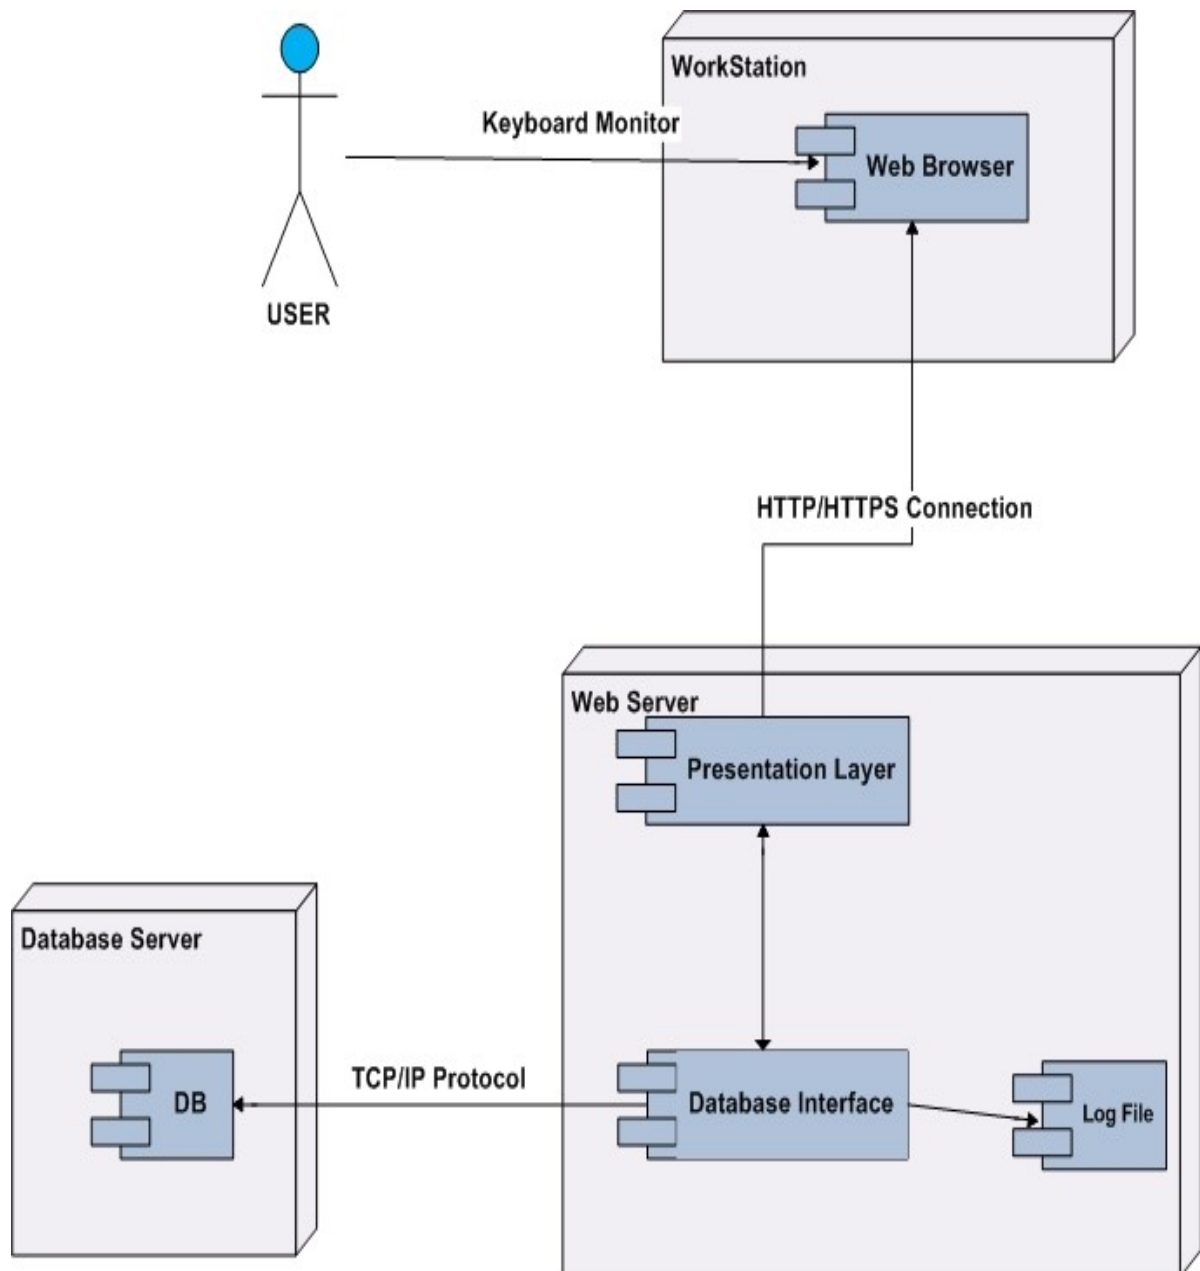 WorkStation
Keyboard Monitor
Web Browser
USER
HTTP/HTTPS Connection
Web Server
Presentation Layer
Database Server
TCP/IP Protocol
DB
Database Interface
Log File